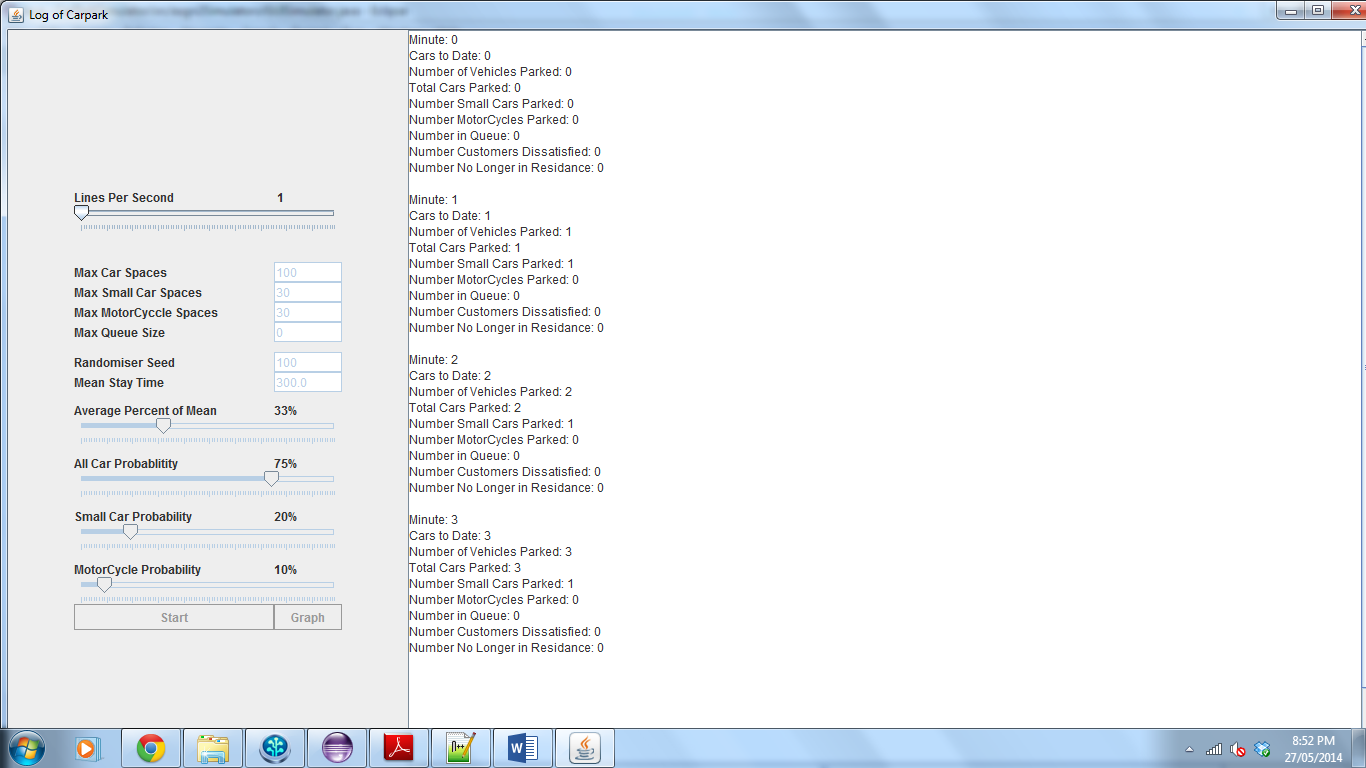 Log of Carpark
Lines Per Second 1
Max Car Spaces 100
Max Small Car Spaces 30
Max MotorCyccle Spaces 30
Max Queue Size 0
Randomiser Seed 100
Mean Stay Time 300.0
Average Percent of Mean 33%
All Car Probablitity 75%
Small Car Probability 20%
MotorCycle Probability 10%
Start Graph
Minute: 0
Cars to Date: 0
Number of Vehicles Parked: 0
Total Cars Parked: 0
Number Small Cars Parked: 0
Number MotorCycles Parked: 0
Number in Queue: 0
Number Customers Dissatisfied: 0
Number No Longer in Residance: 0
Minute: 1
Cars to Date: 1
Number of Vehicles Parked: 1
Total Cars Parked: 1
Number Small Cars Parked: 1
Number MotorCycles Parked: 0
Number in Queue: 0
Number Customers Dissatisfied: 0
Number No Longer in Residance: 0
Minute: 2
Cars to Date: 2
Number of Vehicles Parked: 2
Total Cars Parked: 2
Number Small Cars Parked: 1
Number MotorCycles Parked: 0
Number in Queue: 0
Number Customers Dissatisfied: 0
Number No Longer in Residance: 0
Minute: 3
Cars to Date: 3
Number of Vehicles Parked: 3
Total Cars Parked: 3
Number Small Cars Parked: 1
Number MotorCycles Parked: 0
Number in Queue: 0
Number Customers Dissatisfied: 0
Number No Longer in Residance: 0
8:52 PM
27/05/2014